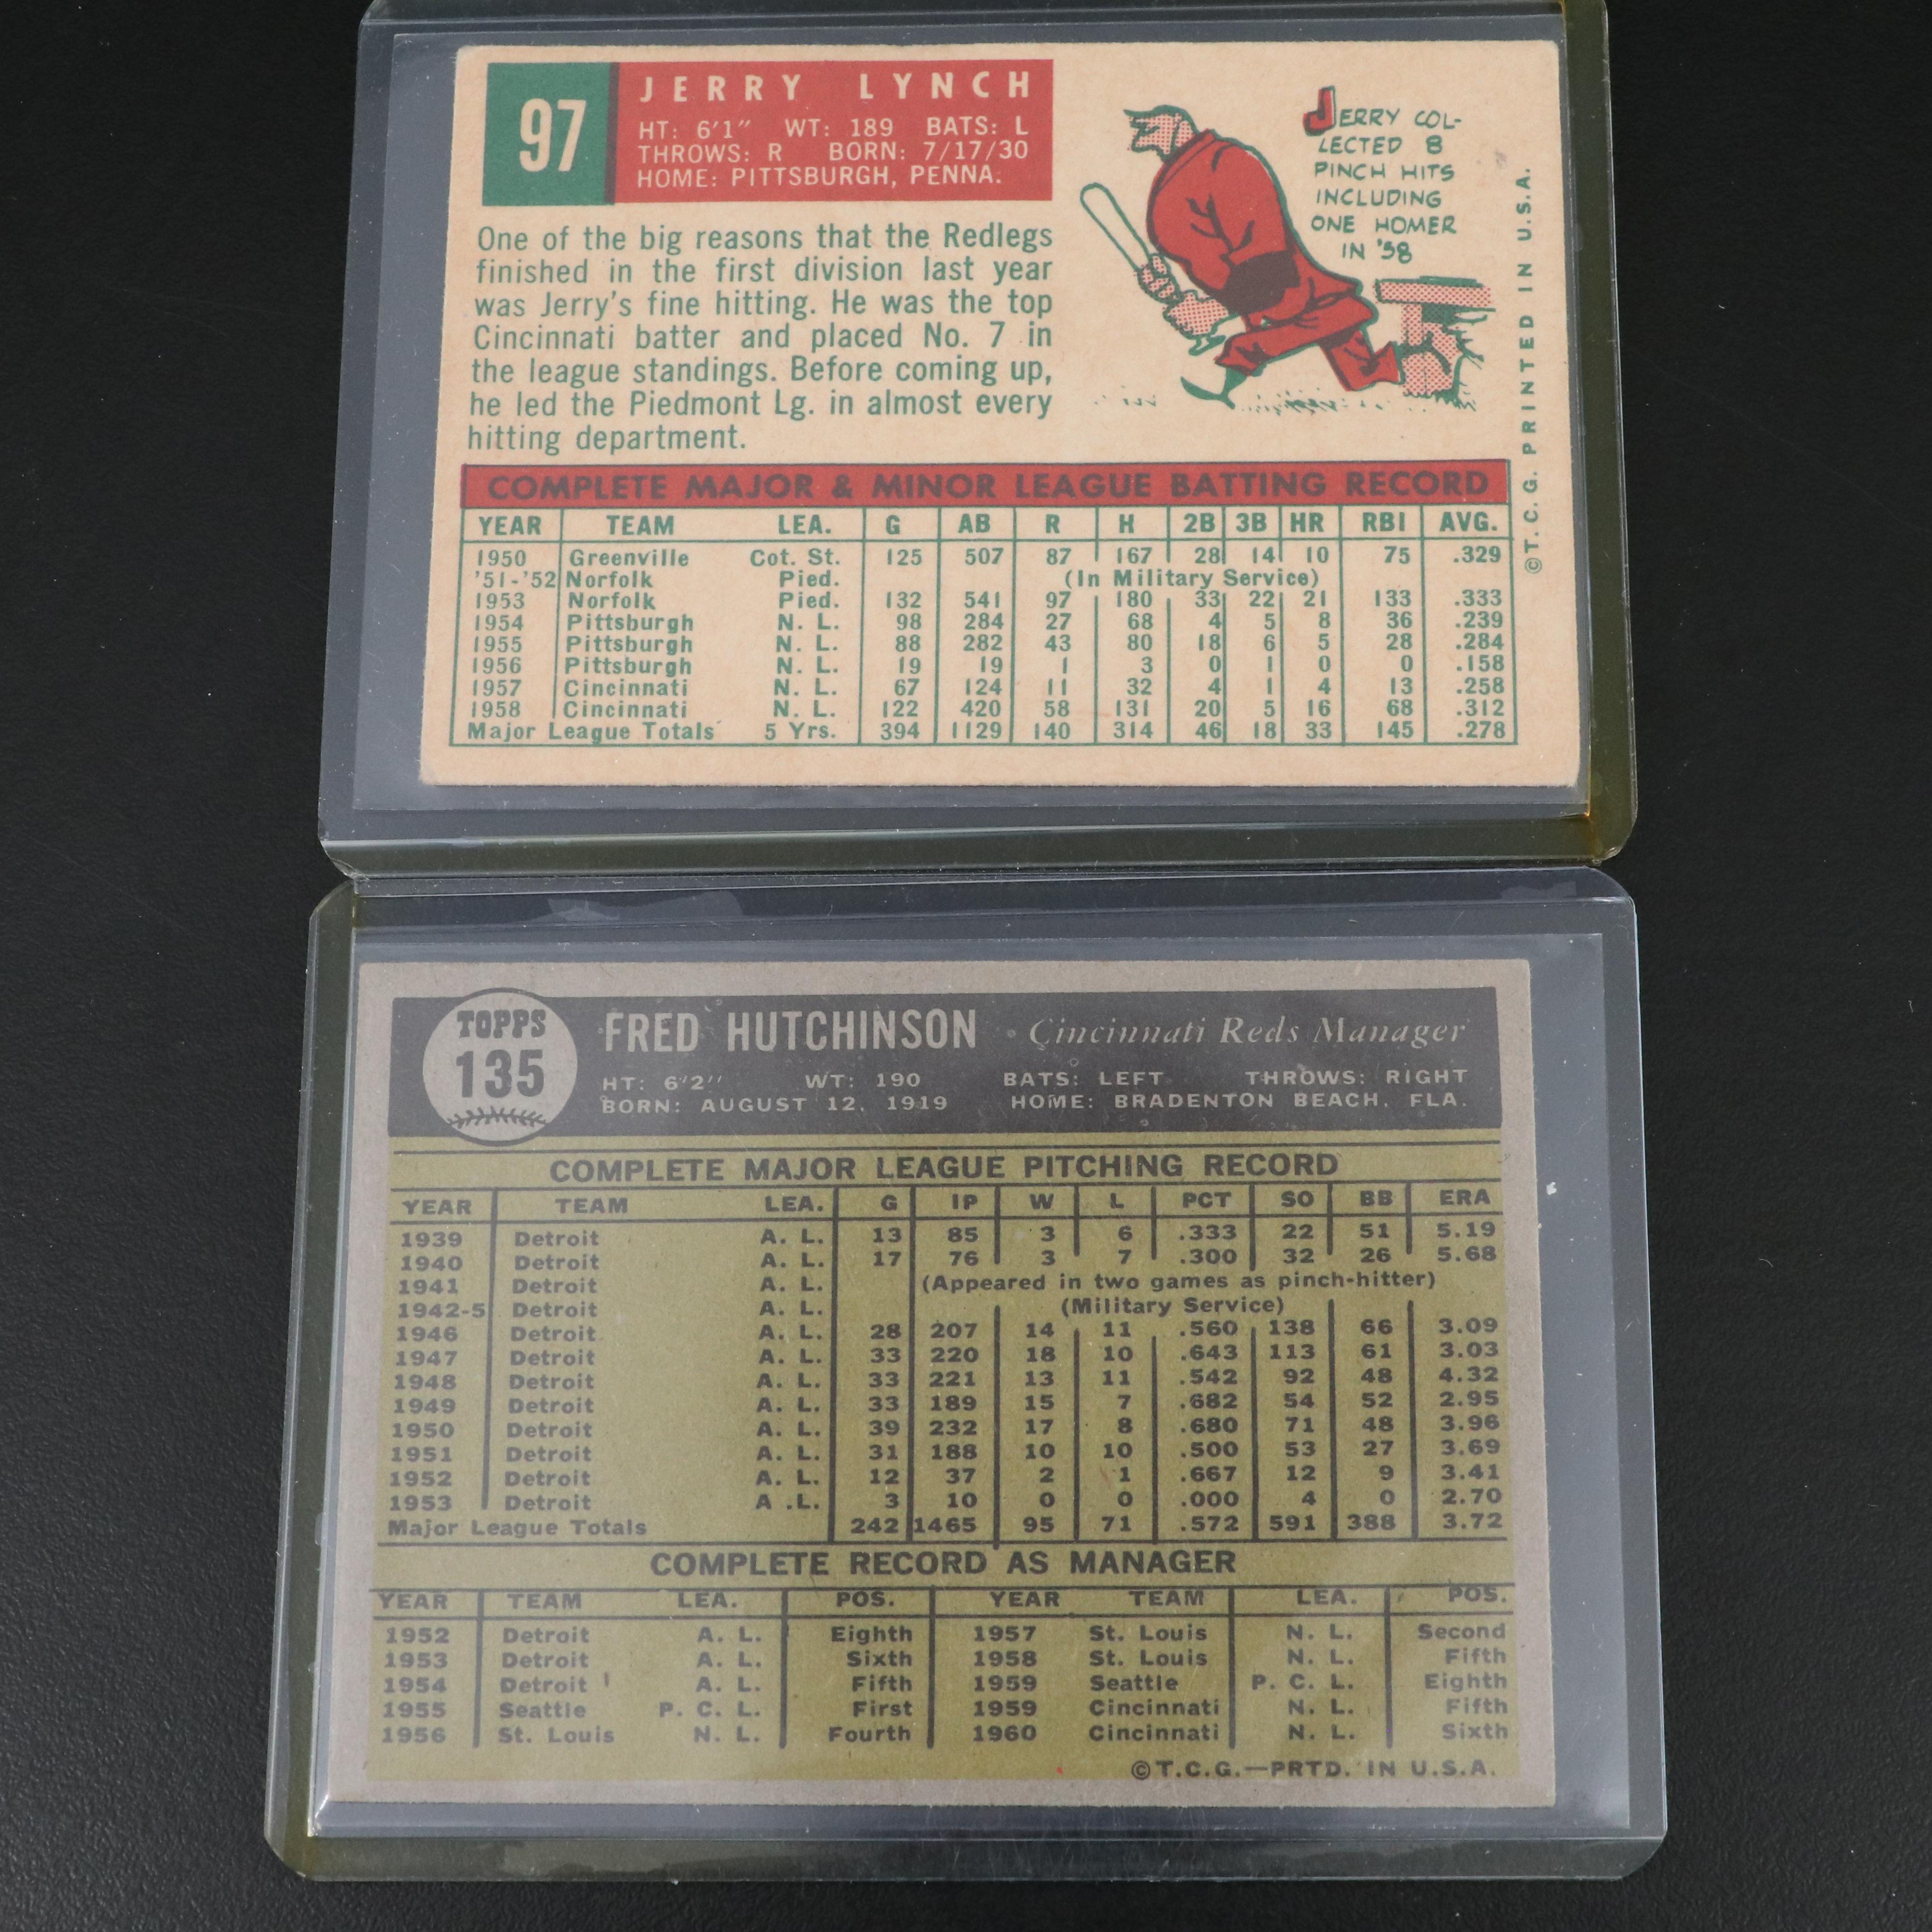 97
JERRY LYNCH
HT: 6'1" WT: 189 BATS: L
THROWS: R BORN: 7/17/30
HOME: PITTSBURGH, PENNA.
One of the big reasons that the Redlegs
finished in the first division last year
was Jerry's fine hitting. He was the top
Cincinnati batter and placed No. 7 in
the league standings. Before coming up,
he led the Piedmont Lg. in almost every
hitting department.
JERRY COL-
LECTED 8
PINCH HITS
INCLUDING
ONE HOMER
IN '58
©T. C. G. PRINTED IN U.S.A.
COMPLETE MAJOR & MINOR LEAGUE BATTING RECORD
YEAR TEAM LEA. G AB R H 2B 3B HR RBI AVG.
1950 Greenville Cot. St. 125 507 87 167 28 14 10 75 .329
'51-'52 Norfolk Pied. (In Military Service)
1953 Norfolk Pied. 132 541 97 180 33 22 21 133 .333
1954 Pittsburgh N. L. 98 284 27 68 4 5 8 36 .239
1955 Pittsburgh N. L. 88 282 43 80 18 6 5 28 .284
1956 Pittsburgh N. L. 19 19 1 3 0 1 0 0 .158
1957 Cincinnati N. L. 67 124 11 32 4 1 4 13 .258
1958 Cincinnati N. L. 122 420 58 131 20 5 16 68 .312
Major League Totals 5 Yrs. 394 1129 140 314 46 18 33 145 .278
TOPPS
135
FRED HUTCHINSON Cincinnati Reds Manager
HT: 6'2'' WT: 190 BATS: LEFT THROWS: RIGHT
BORN: AUGUST 12, 1919 HOME: BRADENTON BEACH, FLA.
COMPLETE MAJOR LEAGUE PITCHING RECORD
YEAR TEAM LEA. G IP W L PCT SO BB ERA
1939 Detroit A. L. 13 85 3 6 .333 22 51 5.19
1940 Detroit A. L. 17 76 3 7 .300 32 26 5.68
1941 Detroit A. L. (Appeared in two games as pinch-hitter)
1942-5 Detroit A. L. (Military Service)
1946 Detroit A. L. 28 207 14 11 .560 138 66 3.09
1947 Detroit A. L. 33 220 18 10 .643 113 61 3.03
1948 Detroit A. L. 33 221 13 11 .542 92 48 4.32
1949 Detroit A. L. 33 189 15 7 .682 54 52 2.95
1950 Detroit A. L. 39 232 17 8 .680 71 48 3.96
1951 Detroit A. L. 31 188 10 10 .500 53 27 3.69
1952 Detroit A. L. 12 37 2 1 .667 12 9 3.41
1953 Detroit A .L. 3 10 0 0 .000 4 0 2.70
Major League Totals 242 1465 95 71 .572 591 388 3.72
COMPLETE RECORD AS MANAGER
YEAR TEAM LEA. POS. YEAR TEAM LEA. POS.
1952 Detroit A. L. Eighth 1957 St. Louis N. L. Second
1953 Detroit A. L. Sixth 1958 St. Louis N. L. Fifth
1954 Detroit A. L. Fifth 1959 Seattle P. C. L. Eighth
1955 Seattle P. C. L. First 1959 Cincinnati N. L. Fifth
1956 St. Louis N. L. Fourth 1960 Cincinnati N. L. Sixth
©T.C.G.—PRTD. IN U.S.A.